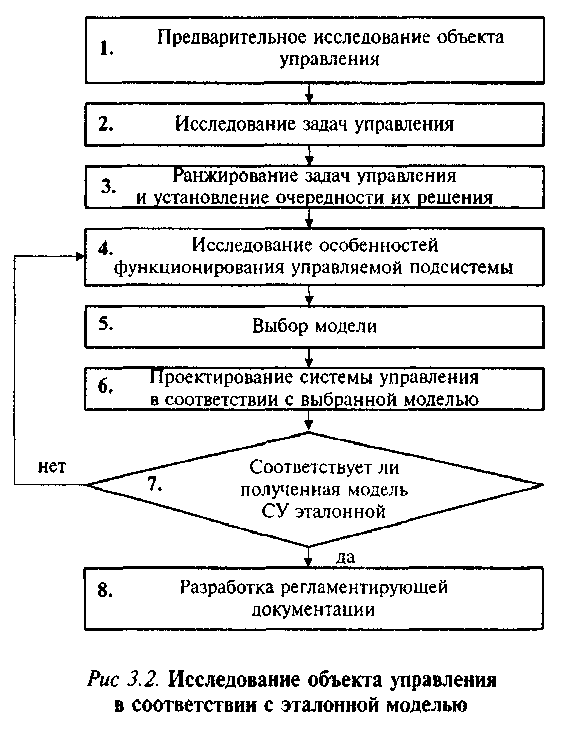 1. Предварительное исследование объекта
управления
2. Исследование задач управления
3. Ранжирование задач управления
и установление очередности их решения
4. Исследование особенностей
функционирования управляемой подсистемы
5. Выбор модели
6. Проектирование системы управления
в соответствии с выбранной моделью
нет
7. Соответствует ли
полученная модель
СУ эталонной
да
8. Разработка регламентирующей
документации
Рис 3.2. Исследование объекта управления
в соответствии с эталонной моделью